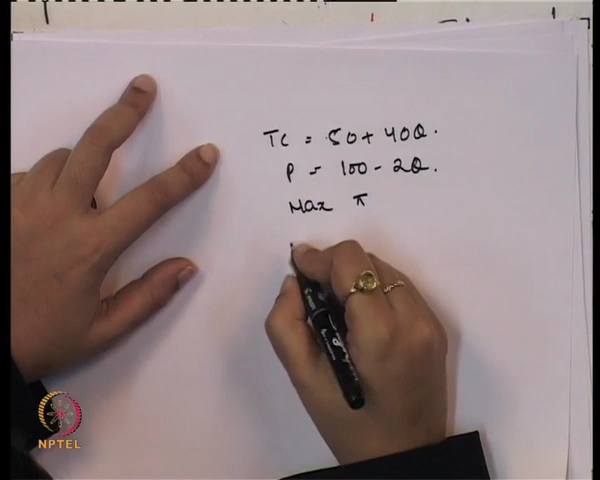 TC = 50 + 40Q.
P = 100 - 2Q.
Max π
NPTEL